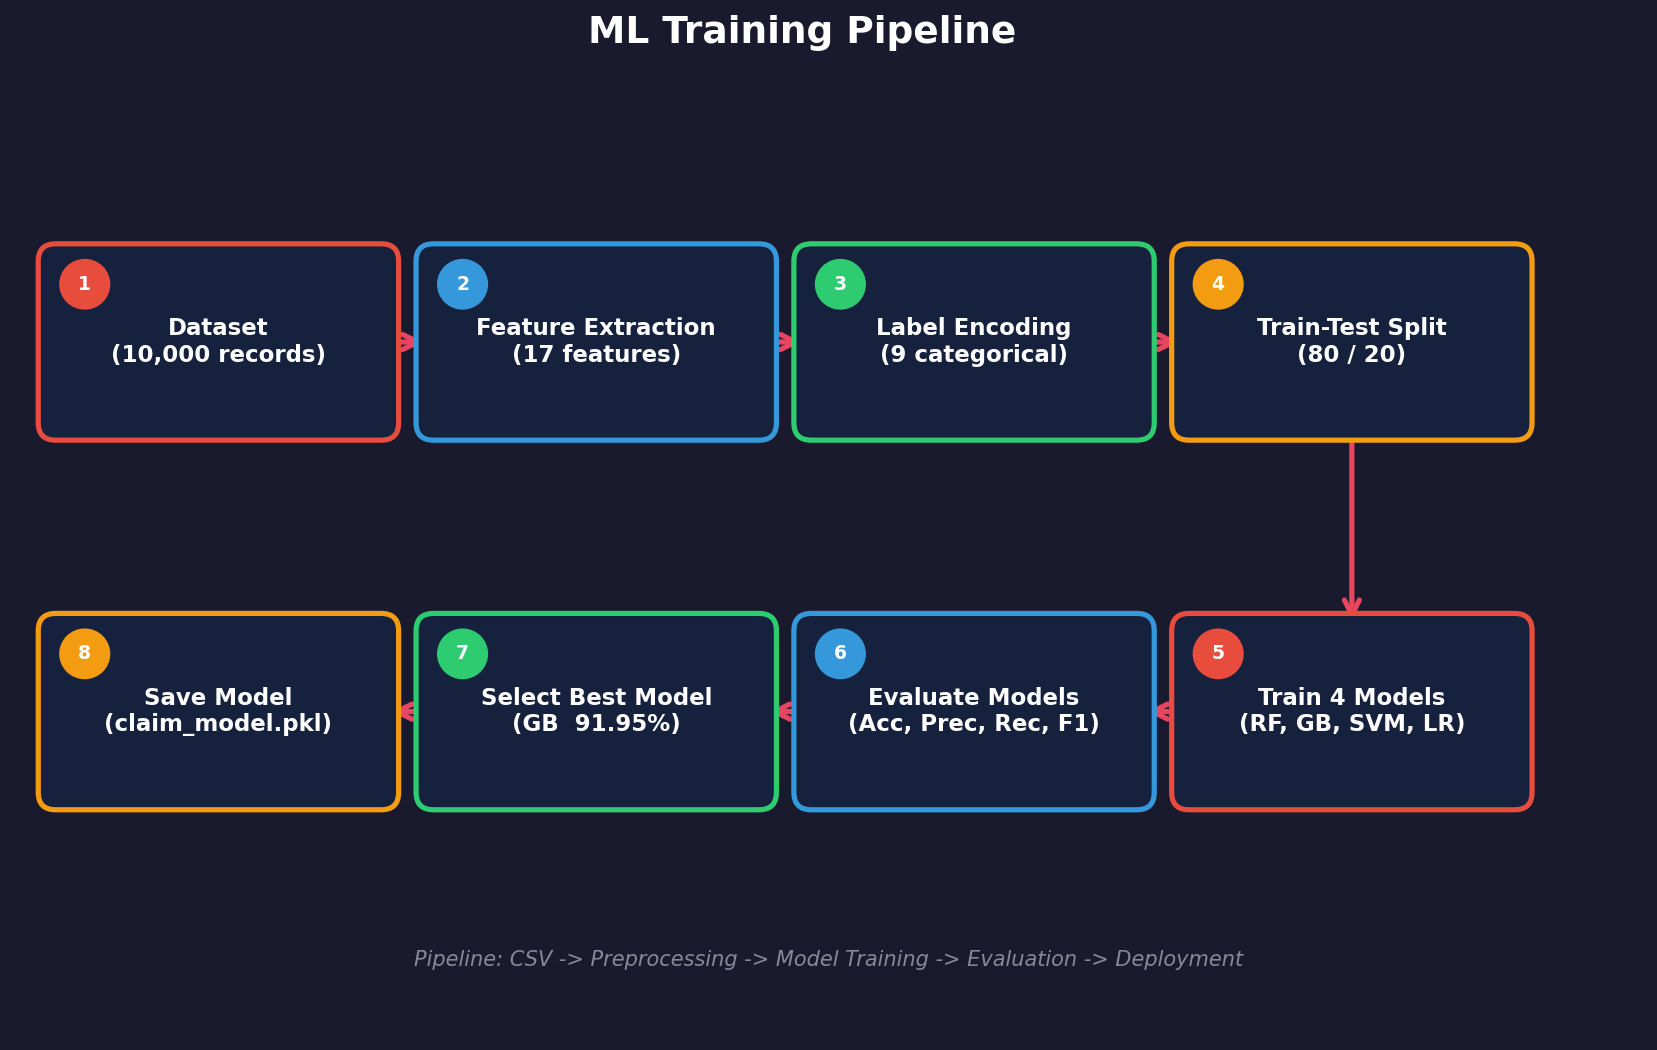 ML Training Pipeline
1
Dataset
(10,000 records)
2
Feature Extraction
(17 features)
3
Label Encoding
(9 categorical)
4
Train-Test Split
(80 / 20)
5
Train 4 Models
(RF, GB, SVM, LR)
6
Evaluate Models
(Acc, Prec, Rec, F1)
7
Select Best Model
(GB  91.95%)
8
Save Model
(claim_model.pkl)
Pipeline: CSV -> Preprocessing -> Model Training -> Evaluation -> Deployment